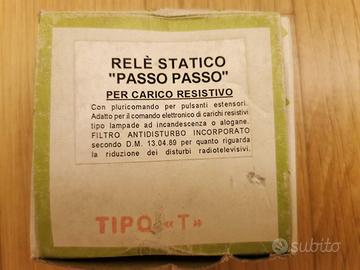 RELÈ STATICO
"PASSO PASSO"
PER CARICO RESISTIVO
Con pluricomando per pulsanti estensori.
Adatto per il comando elettronico di carichi resistivi
tipo lampade ad incandescenza o alogene.
FILTRO ANTIDISTURBO INCORPORATO
secondo D.M. 13.04.89 per quanto riguarda
la riduzione dei disturbi radiotelevisivi.
TIPO «T»
subito